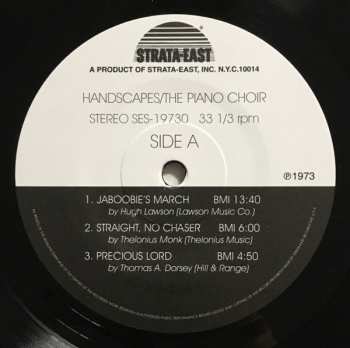 STRATA-EAST
A PRODUCT OF STRATA-EAST, INC. N.Y.C.10014
HANDSCAPES/THE PIANO CHOIR
STEREO SES-19730 33 1/3 rpm
SIDE A
℗1973
1. JABOOBIE'S MARCH BMI 13:40
by Hugh Lawson (Lawson Music Co.)
2. STRAIGHT, NO CHASER BMI 6:00
by Thelonius Monk (Thelonius Music)
3. PRECIOUS LORD BMI 4:50
by Thomas A. Dorsey (Hill & Range)